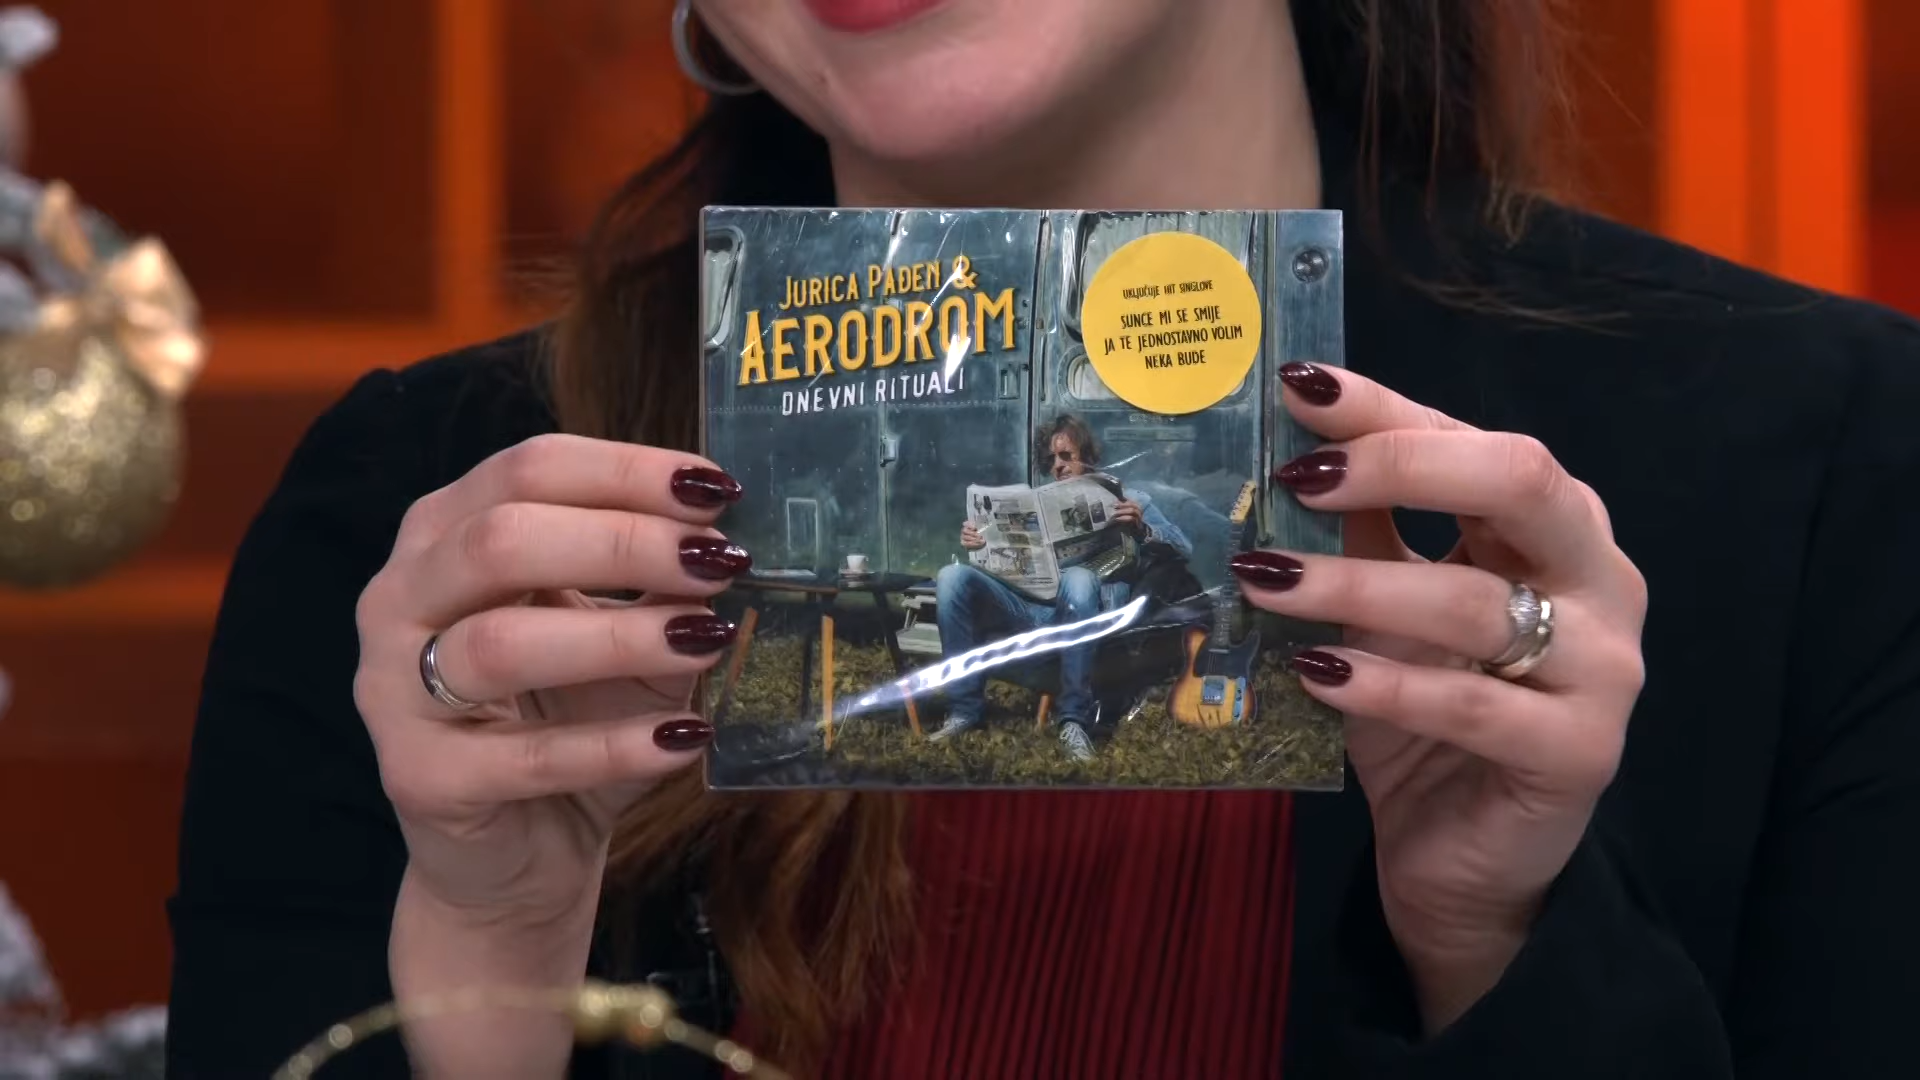 JURICA PAĐEN &
AERODROM
DNEVNI RITUALI
UKLJUČUJE HIT SINGLOVE
SUNCE MI SE SMIJE
JA TE JEDNOSTAVNO VOLIM
NEKA BUDE